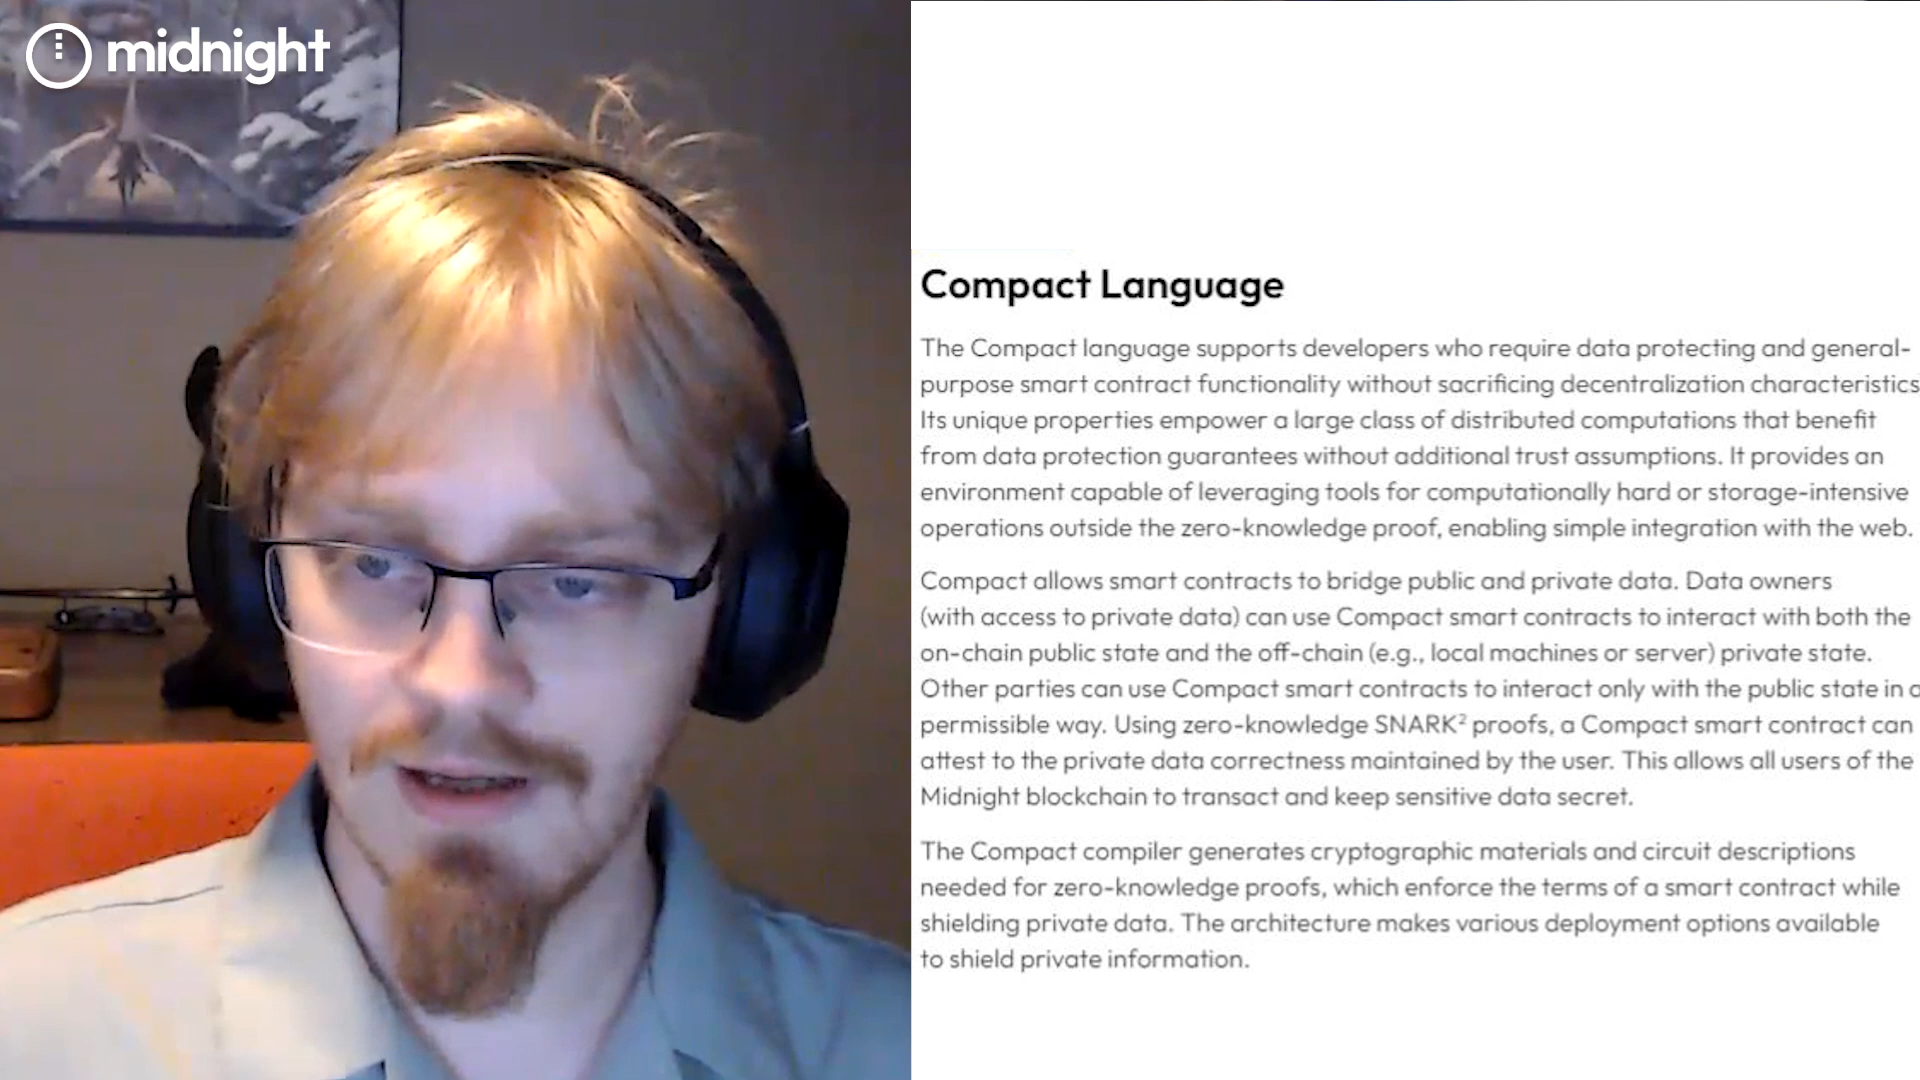 midnight
Compact Language
The Compact language supports developers who require data protecting and general-
purpose smart contract functionality without sacrificing decentralization characteristics
Its unique properties empower a large class of distributed computations that benefit
from data protection guarantees without additional trust assumptions. It provides an
environment capable of leveraging tools for computationally hard or storage-intensive
operations outside the zero-knowledge proof, enabling simple integration with the web.
Compact allows smart contracts to bridge public and private data. Data owners
(with access to private data) can use Compact smart contracts to interact with both the
on-chain public state and the off-chain (e.g., local machines or server) private state.
Other parties can use Compact smart contracts to interact only with the public state in a
permissible way. Using zero-knowledge SNARK² proofs, a Compact smart contract can
attest to the private data correctness maintained by the user. This allows all users of the
Midnight blockchain to transact and keep sensitive data secret.
The Compact compiler generates cryptographic materials and circuit descriptions
needed for zero-knowledge proofs, which enforce the terms of a smart contract while
shielding private data. The architecture makes various deployment options available
to shield private information.